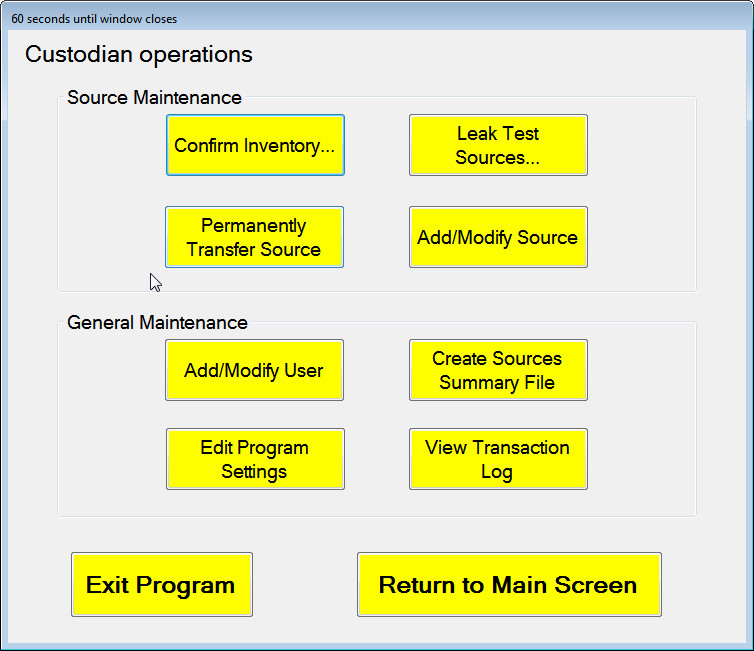 60 seconds until window closes
Custodian operations
Source Maintenance
Confirm Inventory...
Leak Test
Sources...
Permanently
Transfer Source
Add/Modify Source
General Maintenance
Add/Modify User
Create Sources
Summary File
Edit Program
Settings
View Transaction
Log
Exit Program
Return to Main Screen